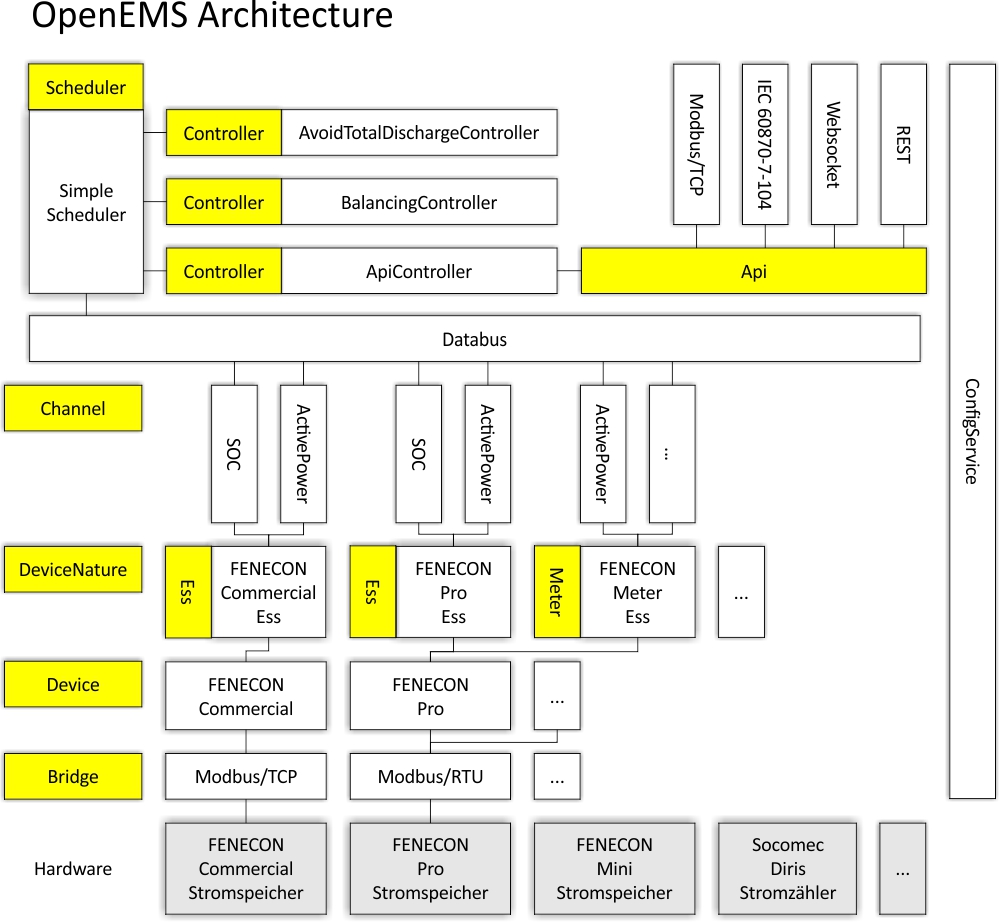 OpenEMS Architecture
Scheduler
Simple
Scheduler
Controller
AvoidTotalDischargeController
Controller
BalancingController
Controller
ApiController
Modbus/TCP
IEC 60870-7-104
Websocket
REST
Api
ConfigService
Databus
Channel
SOC
ActivePower
SOC
ActivePower
ActivePower
...
DeviceNature
Ess
FENECON
Commercial
Ess
Ess
FENECON
Pro
Ess
Meter
FENECON
Meter
Ess
...
Device
FENECON
Commercial
FENECON
Pro
...
Bridge
Modbus/TCP
Modbus/RTU
...
Hardware
FENECON
Commercial
Stromspeicher
FENECON
Pro
Stromspeicher
FENECON
Mini
Stromspeicher
Socomec
Diris
Stromzähler
...